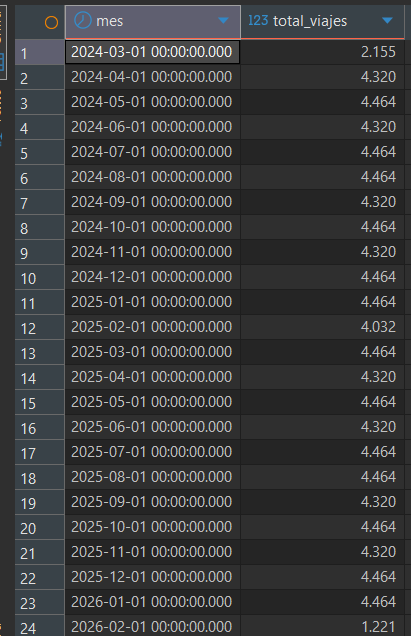 mes 123 total_viajes
1 2024-03-01 00:00:00.000 2.155
2 2024-04-01 00:00:00.000 4.320
3 2024-05-01 00:00:00.000 4.464
4 2024-06-01 00:00:00.000 4.320
5 2024-07-01 00:00:00.000 4.464
6 2024-08-01 00:00:00.000 4.464
7 2024-09-01 00:00:00.000 4.320
8 2024-10-01 00:00:00.000 4.464
9 2024-11-01 00:00:00.000 4.320
10 2024-12-01 00:00:00.000 4.464
11 2025-01-01 00:00:00.000 4.464
12 2025-02-01 00:00:00.000 4.032
13 2025-03-01 00:00:00.000 4.464
14 2025-04-01 00:00:00.000 4.320
15 2025-05-01 00:00:00.000 4.464
16 2025-06-01 00:00:00.000 4.320
17 2025-07-01 00:00:00.000 4.464
18 2025-08-01 00:00:00.000 4.464
19 2025-09-01 00:00:00.000 4.320
20 2025-10-01 00:00:00.000 4.464
21 2025-11-01 00:00:00.000 4.320
22 2025-12-01 00:00:00.000 4.464
23 2026-01-01 00:00:00.000 4.464
24 2026-02-01 00:00:00.000 1.221